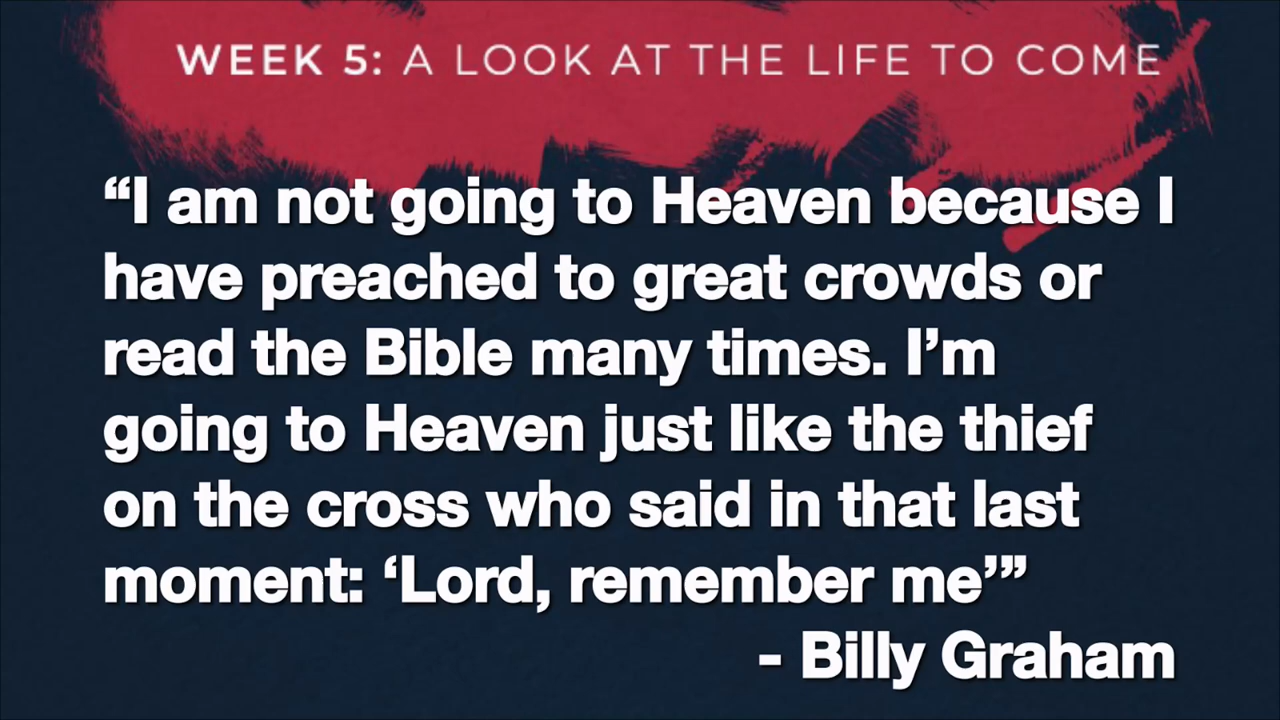 WEEK 5: A LOOK AT THE LIFE TO COME
“I am not going to Heaven because I
have preached to great crowds or
read the Bible many times. I’m
going to Heaven just like the thief
on the cross who said in that last
moment: ‘Lord, remember me’”
- Billy Graham